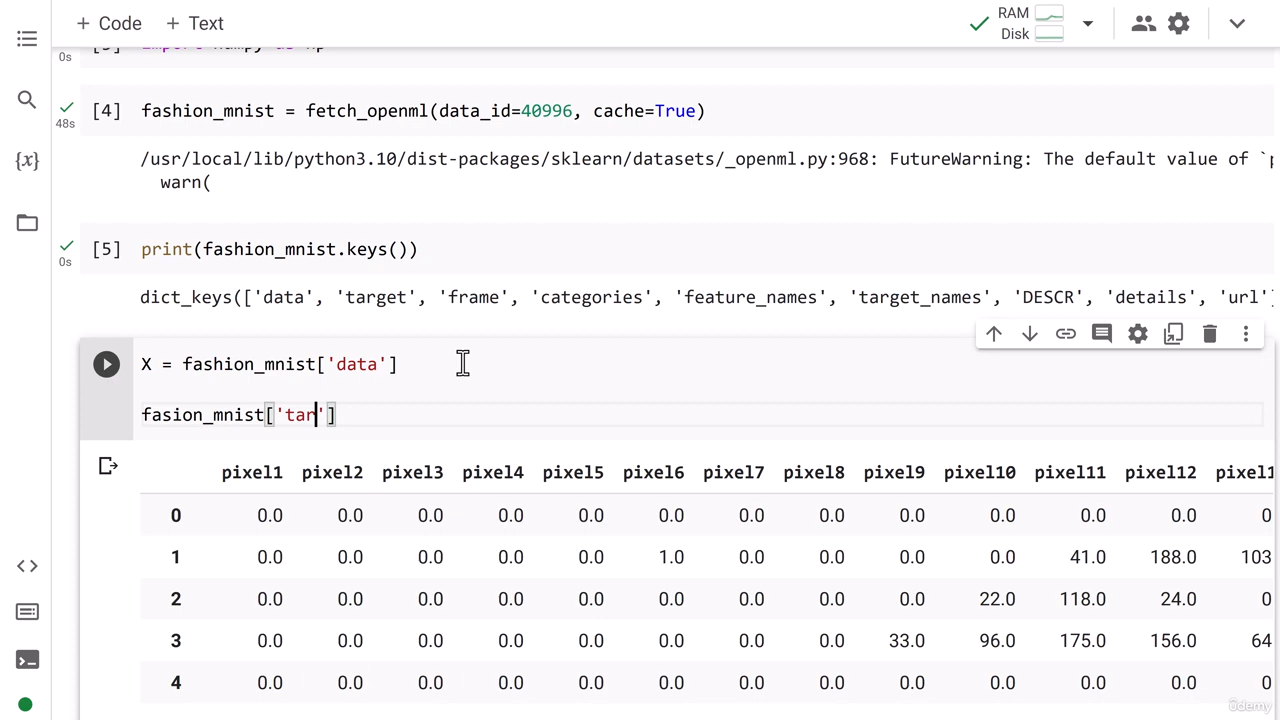 + Code + Text
RAM
Disk
0s
[4] fashion_mnist = fetch_openml(data_id=40996, cache=True)
48s
/usr/local/lib/python3.10/dist-packages/sklearn/datasets/_openml.py:968: FutureWarning: The default value of `p
warn(
[5] print(fashion_mnist.keys())
0s
dict_keys(['data', 'target', 'frame', 'categories', 'feature_names', 'target_names', 'DESCR', 'details', 'url'
X = fashion_mnist['data']
fasion_mnist['tar']
pixel1 pixel2 pixel3 pixel4 pixel5 pixel6 pixel7 pixel8 pixel9 pixel10 pixel11 pixel12 pixel1
0 0.0 0.0 0.0 0.0 0.0 0.0 0.0 0.0 0.0 0.0 0.0 0.0 0
1 0.0 0.0 0.0 0.0 0.0 1.0 0.0 0.0 0.0 0.0 41.0 188.0 103
2 0.0 0.0 0.0 0.0 0.0 0.0 0.0 0.0 0.0 22.0 118.0 24.0 0
3 0.0 0.0 0.0 0.0 0.0 0.0 0.0 0.0 33.0 96.0 175.0 156.0 64
4 0.0 0.0 0.0 0.0 0.0 0.0 0.0 0.0 0.0 0.0 0.0 0.0 0
ûdemy